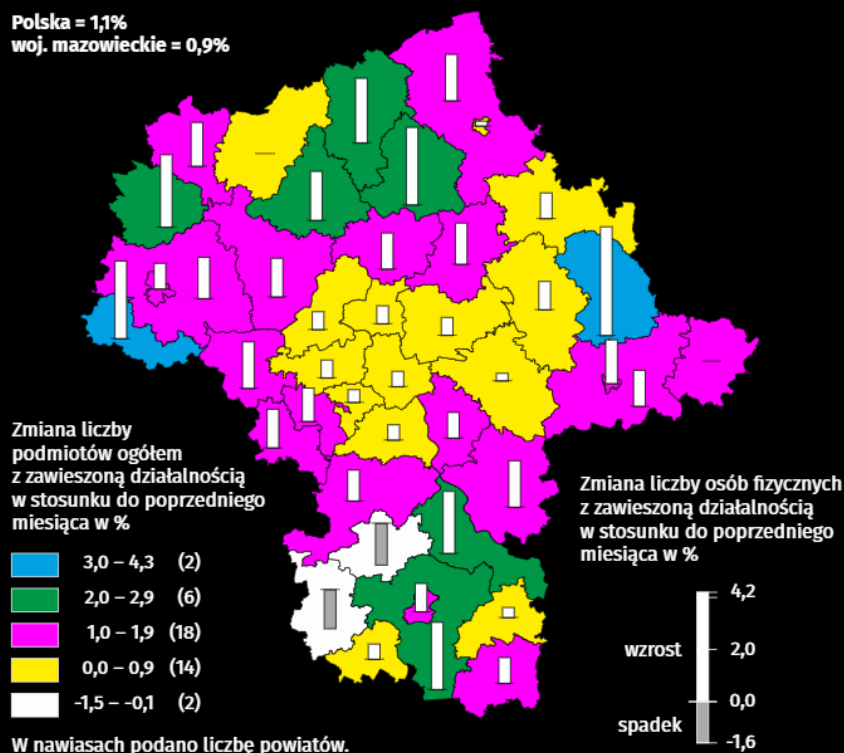 Polska = 1,1%
woj. mazowieckie = 0,9%
Zmiana liczby
podmiotów ogółem
z zawieszoną działalnością
w stosunku do poprzedniego
miesiąca w %
3,0 – 4,3 (2)
2,0 – 2,9 (6)
1,0 – 1,9 (18)
0,0 – 0,9 (14)
-1,5 – -0,1 (2)
W nawiasach podano liczbę powiatów.
Zmiana liczby osób fizycznych
z zawieszoną działalnością
w stosunku do poprzedniego
miesiąca w %
4,2
wzrost 2,0
0,0
spadek
-1,6